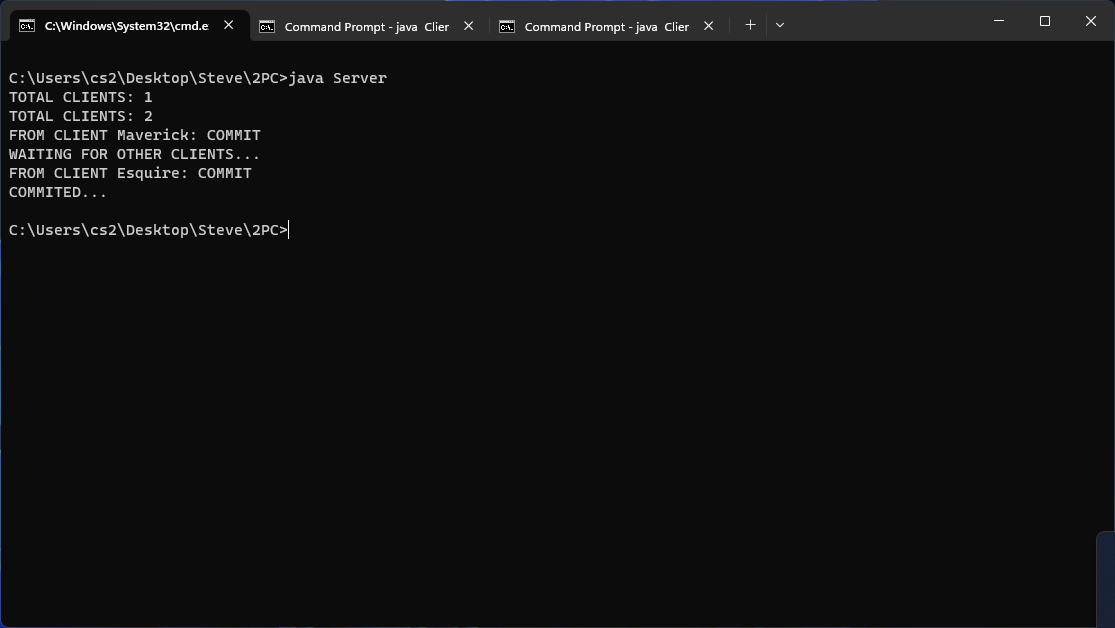 C:\Windows\System32\cmd.e
Command Prompt - java Clier
Command Prompt - java Clier
C:\Users\cs2\Desktop\Steve\2PC>java Server
TOTAL CLIENTS: 1
TOTAL CLIENTS: 2
FROM CLIENT Maverick: COMMIT
WAITING FOR OTHER CLIENTS...
FROM CLIENT Esquire: COMMIT
COMMITED...
C:\Users\cs2\Desktop\Steve\2PC>